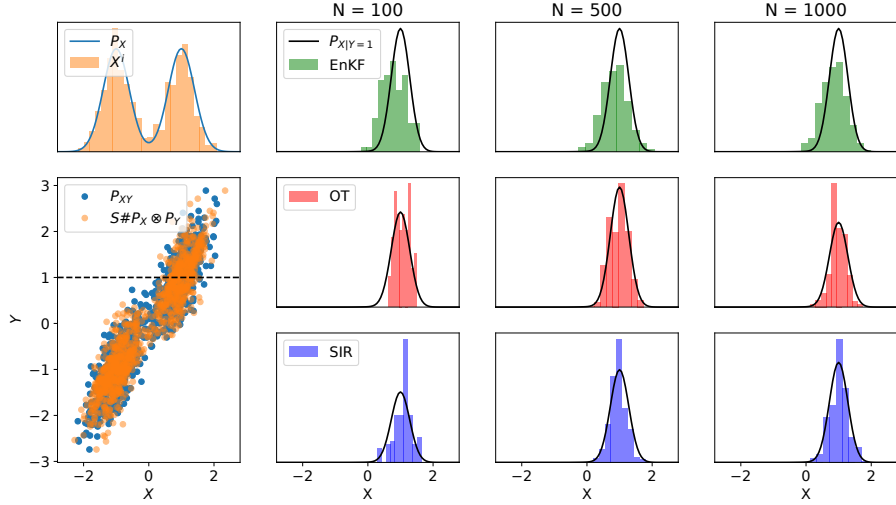 N = 100
N = 500
N = 1000
P_X
X^i
P_{X|Y=1}
EnKF
3
2
1
0
−1
−2
−3
Y
P_{XY}
S#P_X ⊗ P_Y
OT
SIR
−2 0 2
X
−2 0 2
X
−2 0 2
X
−2 0 2
X